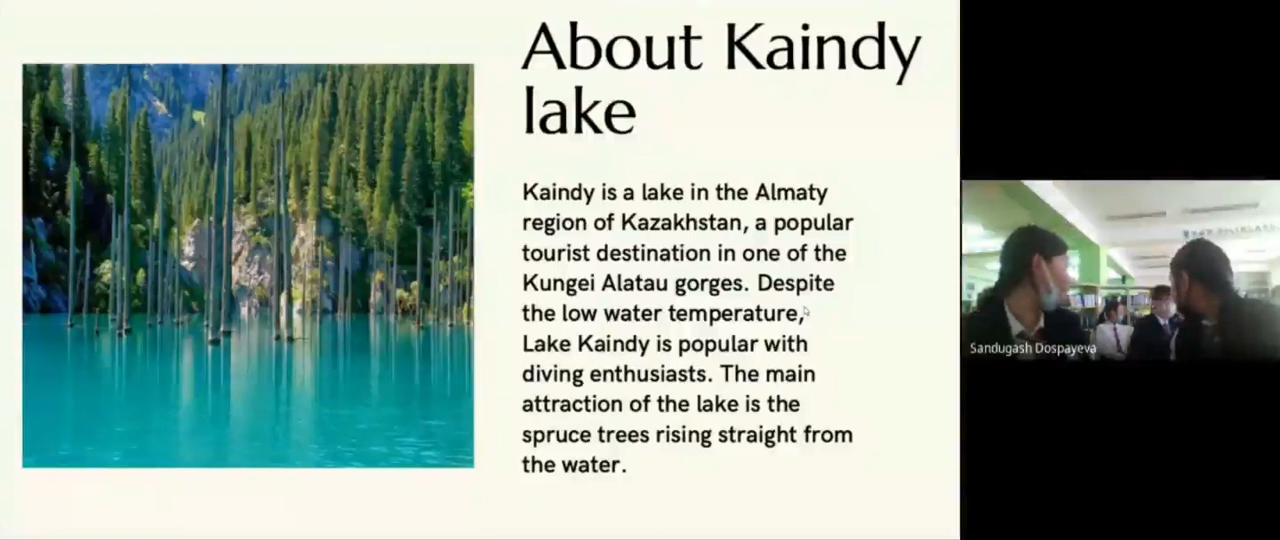 About Kaindy
lake
Kaindy is a lake in the Almaty
region of Kazakhstan, a popular
tourist destination in one of the
Kungei Alatau gorges. Despite
the low water temperature,
Lake Kaindy is popular with
diving enthusiasts. The main
attraction of the lake is the
spruce trees rising straight from
the water.
Sandugash Dospayeva